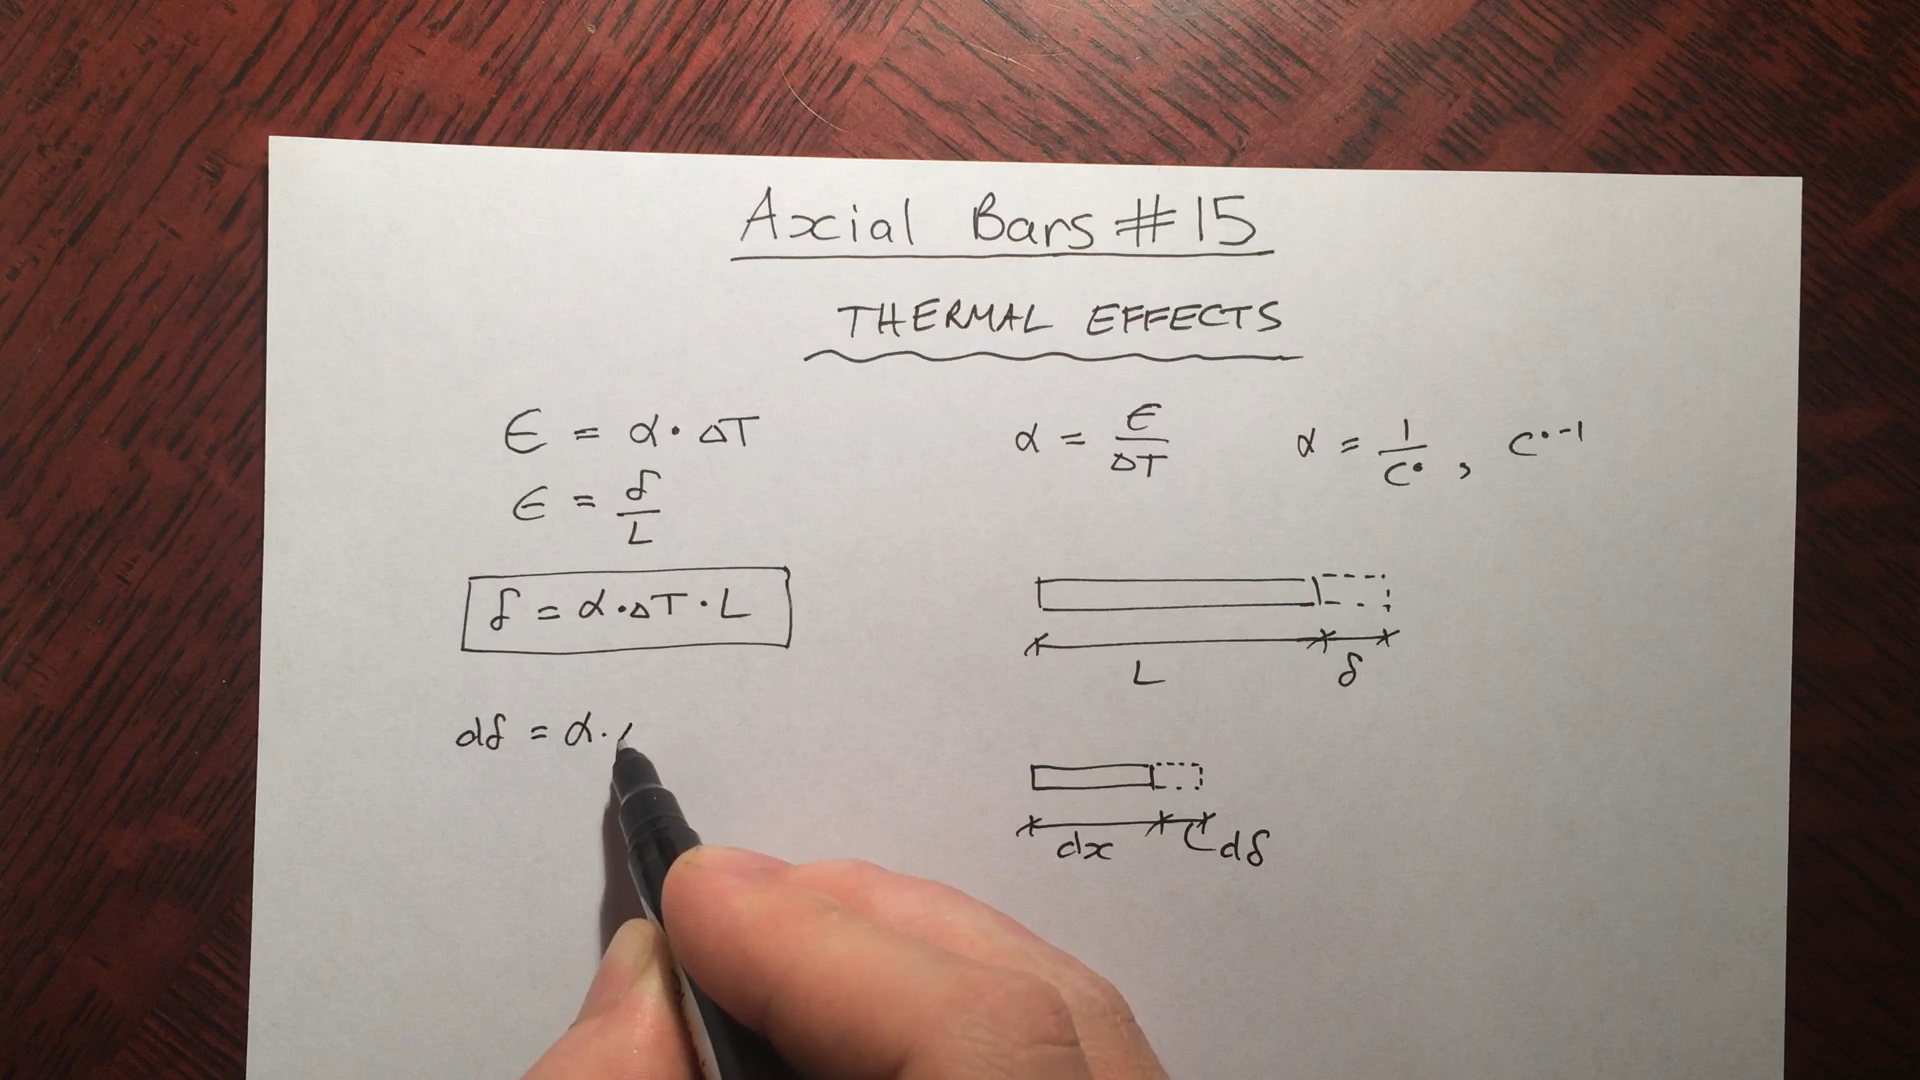 Axial Bars #15
THERMAL EFFECTS
ϵ = α · ΔT
ϵ = δ/L
δ = α · ΔT · L
dδ = α ·
α = ϵ/ΔT
α = 1/C° , C°⁻¹
L
δ
dx
dδ